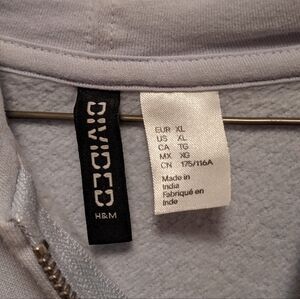 DIVIDED
H&M
EUR XL
US XL
CA TG
MX XG
CN 175/116A
Made in
India
Fabriqué en
Inde